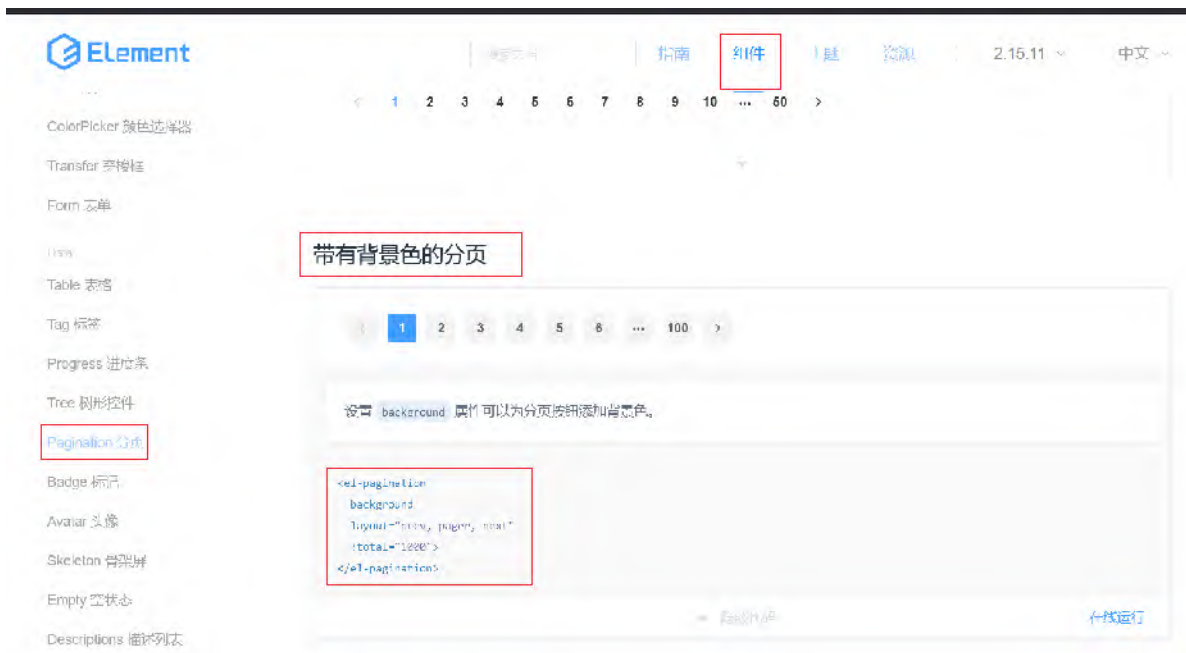 Element
指南 组件 资源 2.15.11 中文
1 2 3 4 5 6 7 8 9 10 ... 50 >
ColorPicker 颜色选择器
Transfer 穿梭框
Form 表单
带有背景色的分页
Table 表格
Tag 标签
1 2 3 4 5 6 ... 100 >
Progress 进度条
Tree 树形控件
设置 background 属性可以为分页按钮添加背景色。
Pagination 分页
Badge 标记
<el-pagination
background
layout="prev, pager, next"
:total="1000">
</el-pagination>
Avatar 头像
Skeleton 骨架屏
Empty 空状态
在线运行
Descriptions 描述列表